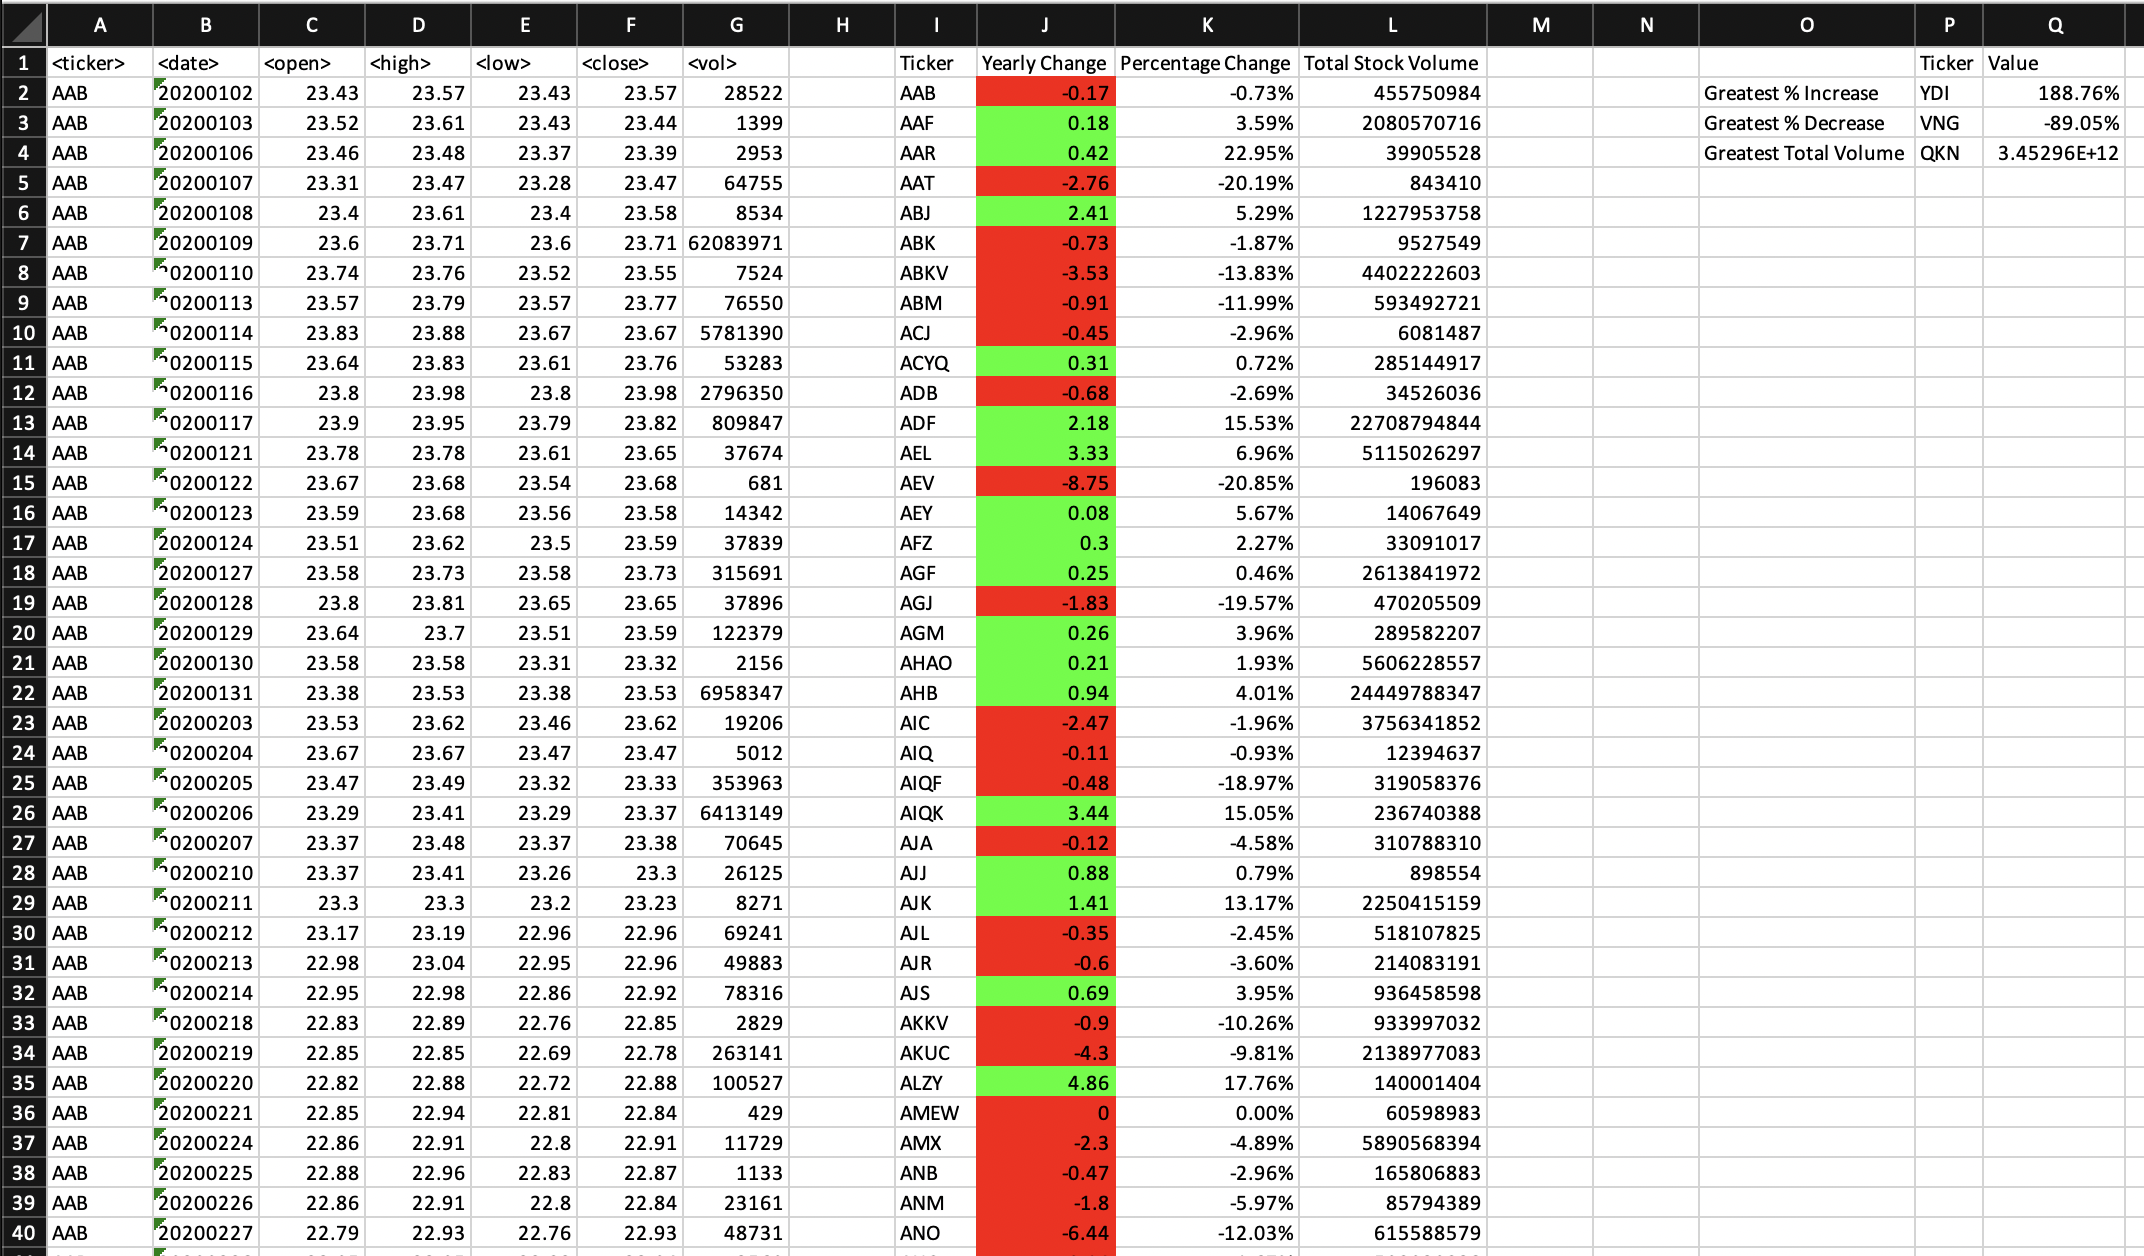 A B C D E F G H I J K L M N O P Q
1 <ticker> <date> <open> <high> <low> <close> <vol> Ticker Yearly Change Percentage Change Total Stock Volume Ticker Value
2 AAB 20200102 23.43 23.57 23.43 23.57 28522 AAB -0.17 -0.73% 455750984 Greatest % Increase YDI 188.76%
3 AAB 20200103 23.52 23.61 23.43 23.44 1399 AAF 0.18 3.59% 2080570716 Greatest % Decrease VNG -89.05%
4 AAB 20200106 23.46 23.48 23.37 23.39 2953 AAR 0.42 22.95% 39905528 Greatest Total Volume QKN 3.45296E+12
5 AAB 20200107 23.31 23.47 23.28 23.47 64755 AAT -2.76 -20.19% 843410
6 AAB 20200108 23.4 23.61 23.4 23.58 8534 ABJ 2.41 5.29% 1227953758
7 AAB 20200109 23.6 23.71 23.6 23.71 62083971 ABK -0.73 -1.87% 9527549
8 AAB 20200110 23.74 23.76 23.52 23.55 7524 ABKV -3.53 -13.83% 4402222603
9 AAB 20200113 23.57 23.79 23.57 23.77 76550 ABM -0.91 -11.99% 593492721
10 AAB 20200114 23.83 23.88 23.67 23.67 5781390 ACJ -0.45 -2.96% 6081487
11 AAB 20200115 23.64 23.83 23.61 23.76 53283 ACYQ 0.31 0.72% 285144917
12 AAB 20200116 23.8 23.98 23.8 23.98 2796350 ADB -0.68 -2.69% 34526036
13 AAB 20200117 23.9 23.95 23.79 23.82 809847 ADF 2.18 15.53% 22708794844
14 AAB 20200121 23.78 23.78 23.61 23.65 37674 AEL 3.33 6.96% 5115026297
15 AAB 20200122 23.67 23.68 23.54 23.68 681 AEV -8.75 -20.85% 196083
16 AAB 20200123 23.59 23.68 23.56 23.58 14342 AEY 0.08 5.67% 14067649
17 AAB 20200124 23.51 23.62 23.5 23.59 37839 AFZ 0.3 2.27% 33091017
18 AAB 20200127 23.58 23.73 23.58 23.73 315691 AGF 0.25 0.46% 2613841972
19 AAB 20200128 23.8 23.81 23.65 23.65 37896 AGJ -1.83 -19.57% 470205509
20 AAB 20200129 23.64 23.7 23.51 23.59 122379 AGM 0.26 3.96% 289582207
21 AAB 20200130 23.58 23.58 23.31 23.32 2156 AHAO 0.21 1.93% 5606228557
22 AAB 20200131 23.38 23.53 23.38 23.53 6958347 AHB 0.94 4.01% 24449788347
23 AAB 20200203 23.53 23.62 23.46 23.62 19206 AIC -2.47 -1.96% 3756341852
24 AAB 20200204 23.67 23.67 23.47 23.47 5012 AIQ -0.11 -0.93% 12394637
25 AAB 20200205 23.47 23.49 23.32 23.33 353963 AIQF -0.48 -18.97% 319058376
26 AAB 20200206 23.29 23.41 23.29 23.37 6413149 AIQK 3.44 15.05% 236740388
27 AAB 20200207 23.37 23.48 23.37 23.38 70645 AJA -0.12 -4.58% 310788310
28 AAB 20200210 23.37 23.41 23.26 23.3 26125 AJJ 0.88 0.79% 898554
29 AAB 20200211 23.3 23.3 23.2 23.23 8271 AJK 1.41 13.17% 2250415159
30 AAB 20200212 23.17 23.19 22.96 22.96 69241 AJL -0.35 -2.45% 518107825
31 AAB 20200213 22.98 23.04 22.95 22.96 49883 AJR -0.6 -3.60% 214083191
32 AAB 20200214 22.95 22.98 22.86 22.92 78316 AJS 0.69 3.95% 936458598
33 AAB 20200218 22.83 22.89 22.76 22.85 2829 AKKV -0.9 -10.26% 933997032
34 AAB 20200219 22.85 22.85 22.69 22.78 263141 AKUC -4.3 -9.81% 2138977083
35 AAB 20200220 22.82 22.88 22.72 22.88 100527 ALZY 4.86 17.76% 140001404
36 AAB 20200221 22.85 22.94 22.81 22.84 429 AMEW 0 0.00% 60598983
37 AAB 20200224 22.86 22.91 22.8 22.91 11729 AMX -2.3 -4.89% 5890568394
38 AAB 20200225 22.88 22.96 22.83 22.87 1133 ANB -0.47 -2.96% 165806883
39 AAB 20200226 22.86 22.91 22.8 22.84 23161 ANM -1.8 -5.97% 85794389
40 AAB 20200227 22.79 22.93 22.76 22.93 48731 ANO -6.44 -12.03% 615588579